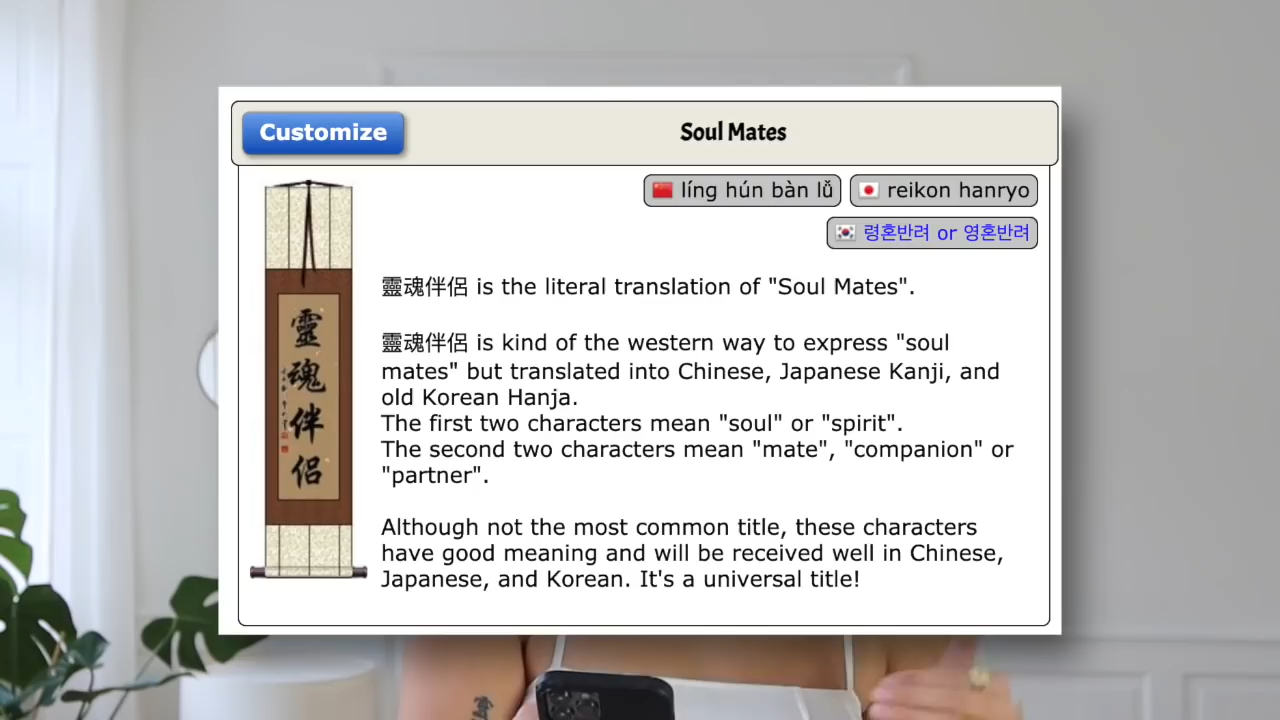 Customize
Soul Mates
líng hún bàn lǚ
reikon hanryo
령혼반려 or 영혼반려
靈魂伴侶 is the literal translation of "Soul Mates".
靈魂伴侶 is kind of the western way to express "soul
mates" but translated into Chinese, Japanese Kanji, and
old Korean Hanja.
The first two characters mean "soul" or "spirit".
The second two characters mean "mate", "companion" or
"partner".
Although not the most common title, these characters
have good meaning and will be received well in Chinese,
Japanese, and Korean. It's a universal title!
靈魂伴侶